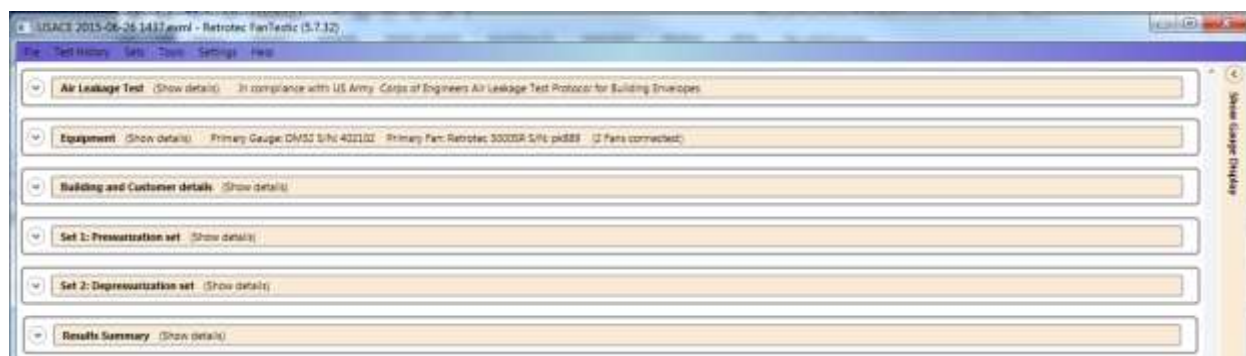 USACE 2015-06-26 1437.evml - Retrotec FanTestic (5.7.32)
File Test History Sets Tools Settings Help
Air Leakage Test (Show details) In compliance with US Army Corps of Engineers Air Leakage Test Protocol for Building Envelopes
Equipment (Show details) Primary Gauge: DM32 S/N: 402102 Primary Fan: Retrotec (2 Fans connected)
Building and Customer details (Show details)
Set 1: Pressurization set (Show details)
Set 2: Depressurization set (Show details)
Results Summary (Show details)
Show Gauge Display